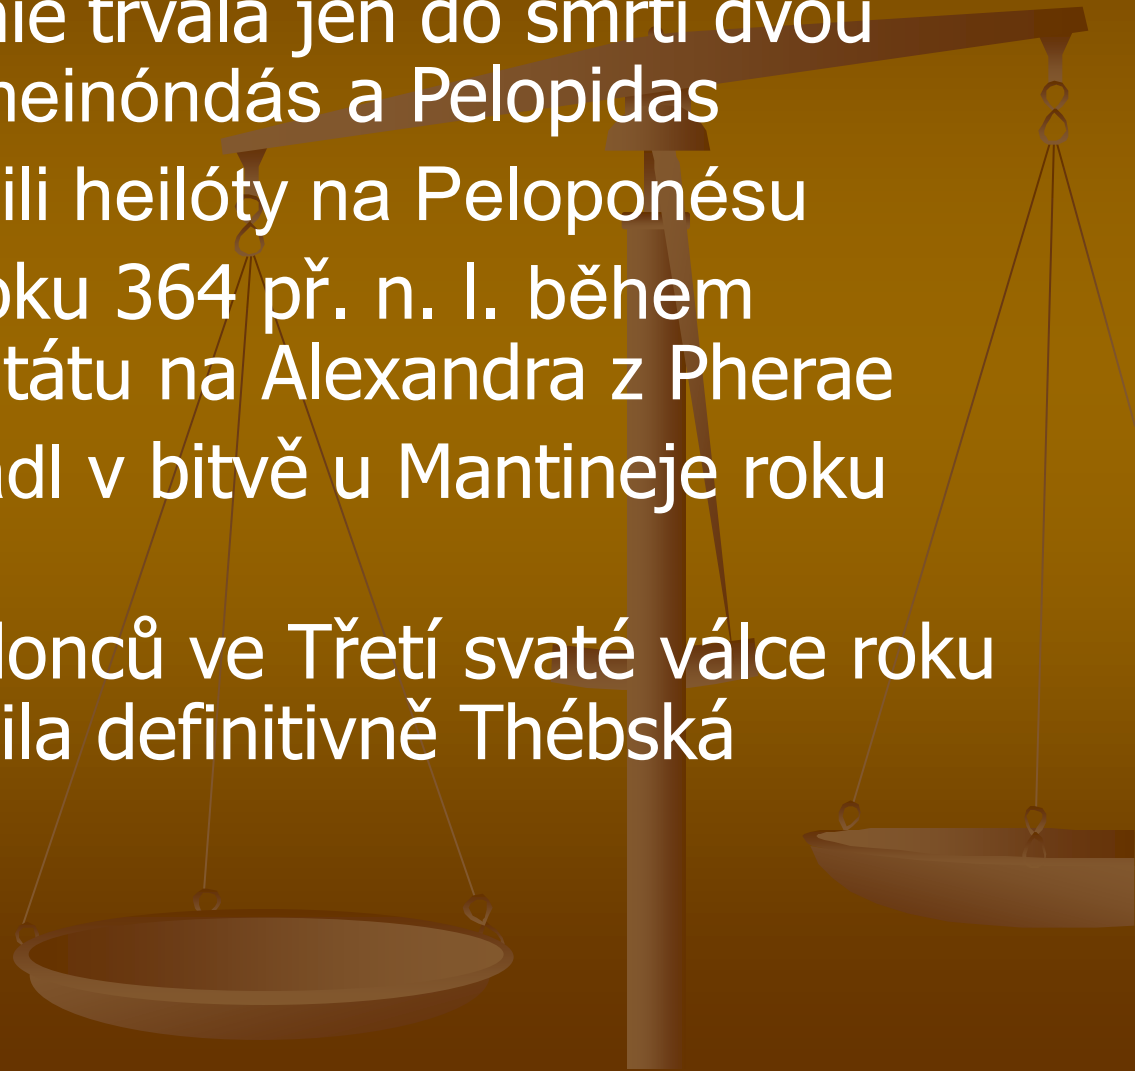 nie trvala jen do smrti dvou
neinóndás a Pelopidas
ili heilóty na Peloponésu
oku 364 př. n. l. během
tátu na Alexandra z Pherae
adl v bitvě u Mantineje roku
lonců ve Třetí svaté válce roku
ila definitivně Thébská